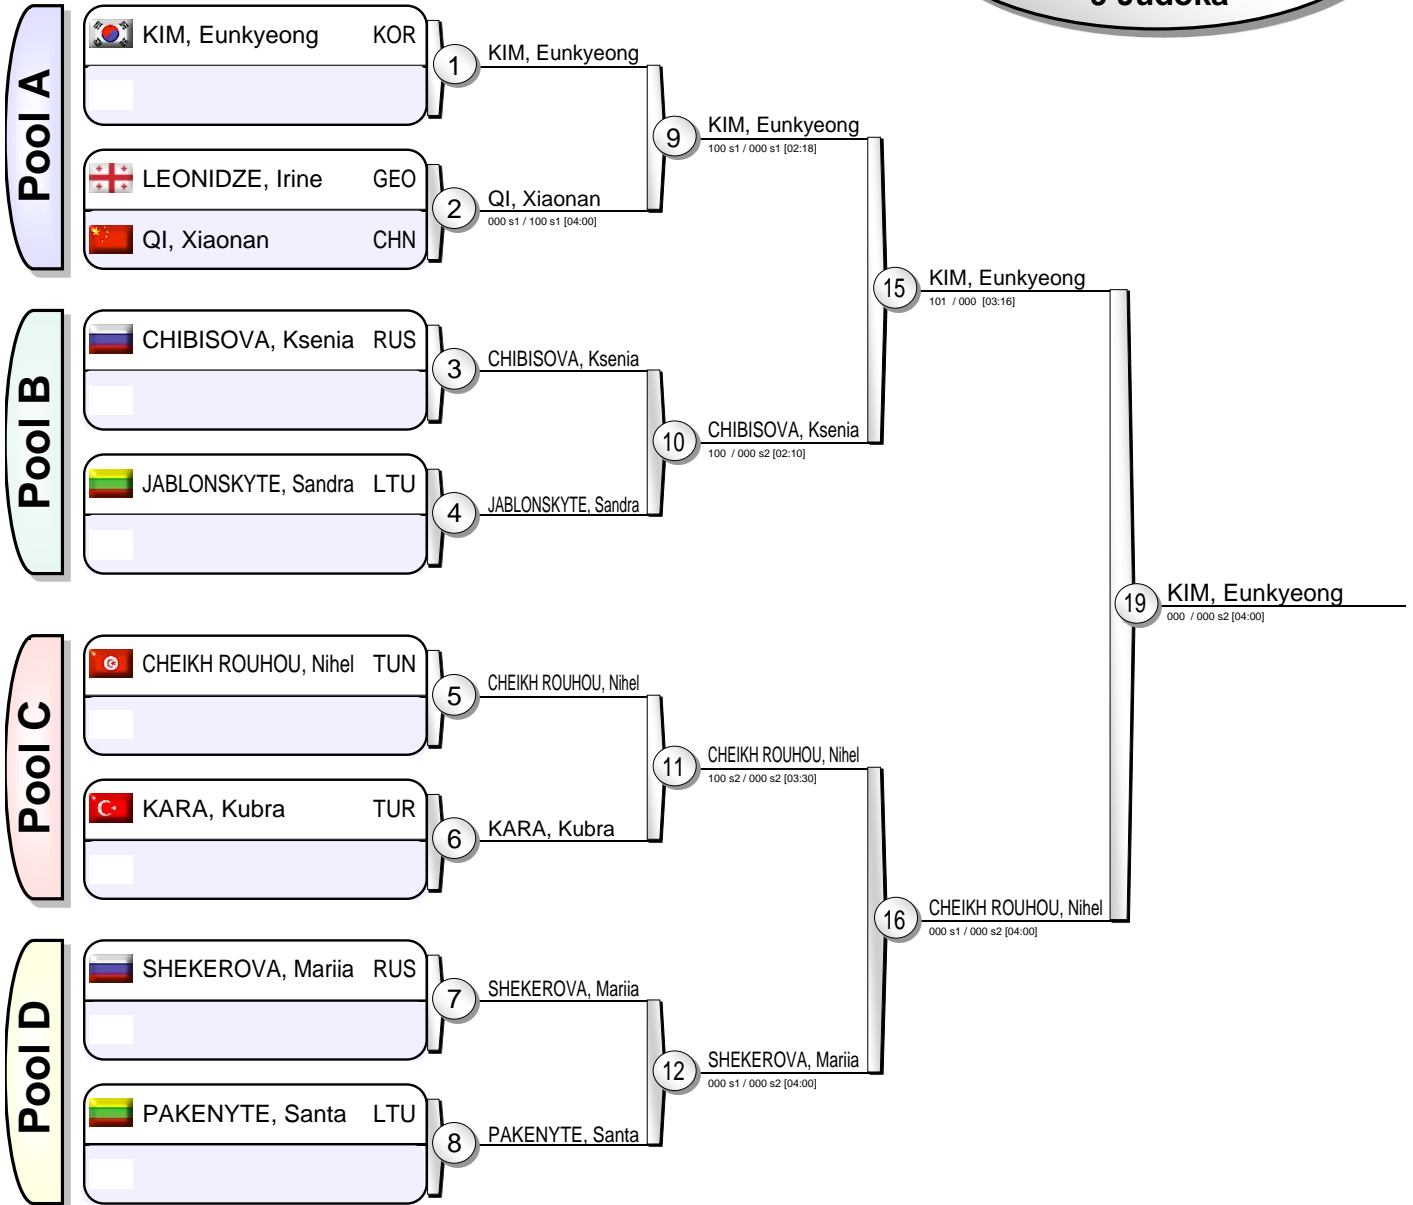 Judoka
Pool A
KIM, Eunkyeong KOR
1
KIM, Eunkyeong
LEONIDZE, Irine GEO
QI, Xiaonan CHN
2
QI, Xiaonan
000 s1 / 100 s1 [04:00]
9
KIM, Eunkyeong
100 s1 / 000 s1 [02:18]
Pool B
CHIBISOVA, Ksenia RUS
3
CHIBISOVA, Ksenia
JABLONSKYTE, Sandra LTU
4
JABLONSKYTE, Sandra
10
CHIBISOVA, Ksenia
100 / 000 s2 [02:10]
15
KIM, Eunkyeong
101 / 000 [03:16]
Pool C
CHEIKH ROUHOU, Nihel TUN
5
CHEIKH ROUHOU, Nihel
KARA, Kubra TUR
6
KARA, Kubra
11
CHEIKH ROUHOU, Nihel
100 s2 / 000 s2 [03:30]
Pool D
SHEKEROVA, Mariia RUS
7
SHEKEROVA, Mariia
PAKENYTE, Santa LTU
8
PAKENYTE, Santa
12
SHEKEROVA, Mariia
000 s1 / 000 s2 [04:00]
16
CHEIKH ROUHOU, Nihel
000 s1 / 000 s2 [04:00]
19
KIM, Eunkyeong
000 / 000 s2 [04:00]